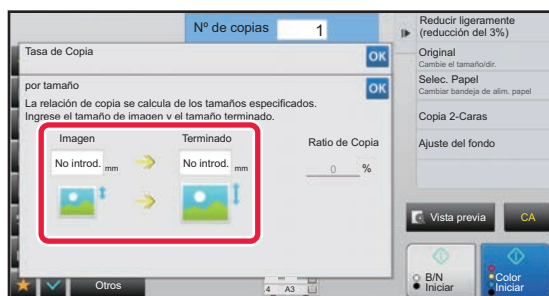 Nº de copias
1
Tasa de Copia
OK
por tamaño
OK
La relación de copia se calcula de los tamaños especificados.
Ingrese el tamaño de imagen y el tamaño terminado.
Imagen
Terminado
Ratio de Copia
No introd. mm
No introd. mm
0 %
Otros
4 A3
Reducir ligeramente
(reducción del 3%)
Original
Cambie el tamaño/dir.
Selec. Papel
Cambiar bandeja de alim. papel
Copia 2-Caras
Ajuste del fondo
Vista previa
CA
B/N
Iniciar
Color
Iniciar